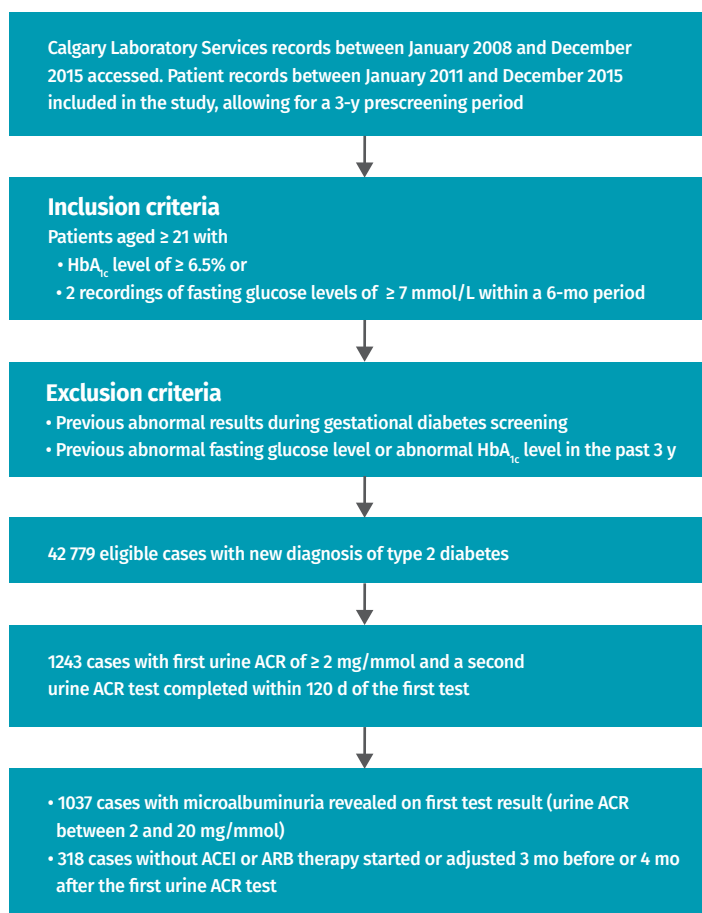 Calgary Laboratory Services records between January 2008 and December
2015 accessed. Patient records between January 2011 and December 2015
included in the study, allowing for a 3-y prescreening period
Inclusion criteria
Patients aged ≥ 21 with
• HbA1c level of ≥ 6.5% or
• 2 recordings of fasting glucose levels of ≥ 7 mmol/L within a 6-mo period
Exclusion criteria
• Previous abnormal results during gestational diabetes screening
• Previous abnormal fasting glucose level or abnormal HbA1c level in the past 3 y
42 779 eligible cases with new diagnosis of type 2 diabetes
1243 cases with first urine ACR of ≥ 2 mg/mmol and a second
urine ACR test completed within 120 d of the first test
• 1037 cases with microalbuminuria revealed on first test result (urine ACR
between 2 and 20 mg/mmol)
• 318 cases without ACEI or ARB therapy started or adjusted 3 mo before or 4 mo
after the first urine ACR test